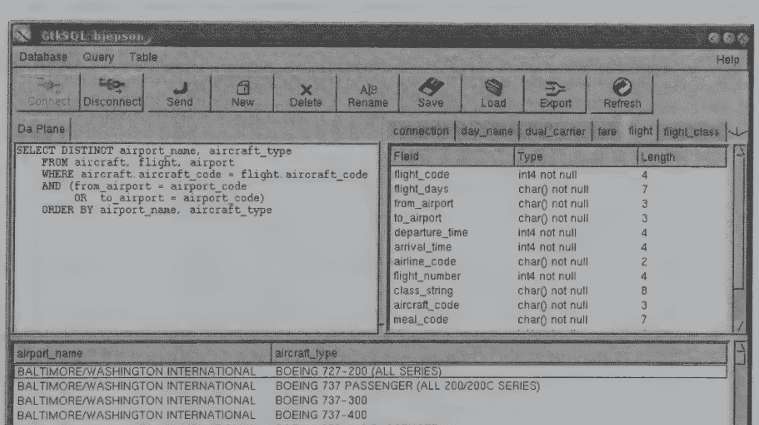 GtkSQL: bjepson
Database Query Table Help
Connect Disconnect Send New Delete Rename Save Load Export Refresh
Da Plane
SELECT DISTINCT airport_name, aircraft_type
FROM aircraft, flight, airport
WHERE aircraft.aircraft_code = flight.aircraft_code
AND (from_airport = airport_code
OR to_airport = airport_code)
ORDER BY airport_name, aircraft_type
connection day_name dual_carrier fare flight flight_class
Field Type Length
flight_code int4 not null 4
flight_days char() not null 7
from_airport char() not null 3
to_airport char() not null 3
departure_time int4 not null 4
arrival_time int4 not null 4
airline_code char() not null 2
flight_number int4 not null 4
class_string char() not null 8
aircraft_code char() not null 3
meal_code char() not null 7
airport_name aircraft_type
BALTIMORE/WASHINGTON INTERNATIONAL BOEING 727-200 (ALL SERIES)
BALTIMORE/WASHINGTON INTERNATIONAL BOEING 737 PASSENGER (ALL 200/200C SERIES)
BALTIMORE/WASHINGTON INTERNATIONAL BOEING 737-300
BALTIMORE/WASHINGTON INTERNATIONAL BOEING 737-400